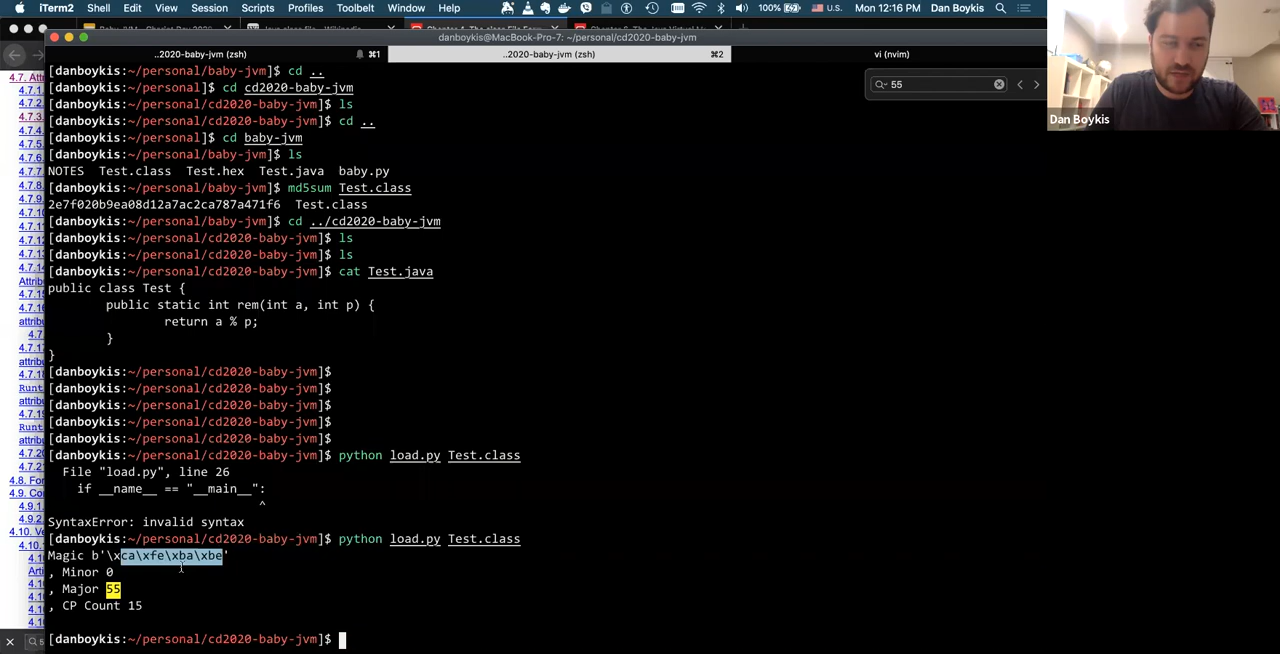 iTerm2 Shell Edit View Session Scripts Profiles Toolbelt Window Help 100% U.S. Mon 12:16 PM Dan Boykis
danboykis@MacBook-Pro-7: ~/personal/cd2020-baby-jvm
..2020-baby-jvm (zsh) ⌘1 ..2020-baby-jvm (zsh) ⌘2 vi (nvim)
[danboykis:~/personal/baby-jvm]$ cd ..
[danboykis:~/personal]$ cd cd2020-baby-jvm
[danboykis:~/personal/cd2020-baby-jvm]$ ls
[danboykis:~/personal/cd2020-baby-jvm]$ cd ..
[danboykis:~/personal]$ cd baby-jvm
[danboykis:~/personal/baby-jvm]$ ls
NOTES Test.class Test.hex Test.java baby.py
[danboykis:~/personal/baby-jvm]$ md5sum Test.class
2e7f020b9ea08d12a7ac2ca787a471f6 Test.class
[danboykis:~/personal/baby-jvm]$ cd ../cd2020-baby-jvm
[danboykis:~/personal/cd2020-baby-jvm]$ ls
[danboykis:~/personal/cd2020-baby-jvm]$ ls
[danboykis:~/personal/cd2020-baby-jvm]$ cat Test.java
public class Test {
public static int rem(int a, int p) {
return a % p;
}
}
[danboykis:~/personal/cd2020-baby-jvm]$
[danboykis:~/personal/cd2020-baby-jvm]$
[danboykis:~/personal/cd2020-baby-jvm]$
[danboykis:~/personal/cd2020-baby-jvm]$
[danboykis:~/personal/cd2020-baby-jvm]$
[danboykis:~/personal/cd2020-baby-jvm]$ python load.py Test.class
File "load.py", line 26
if __name__ == "__main__":
^
SyntaxError: invalid syntax
[danboykis:~/personal/cd2020-baby-jvm]$ python load.py Test.class
Magic b'\xca\xfe\xba\xbe'
, Minor 0
, Major 55
, CP Count 15
[danboykis:~/personal/cd2020-baby-jvm]$
55
Dan Boykis